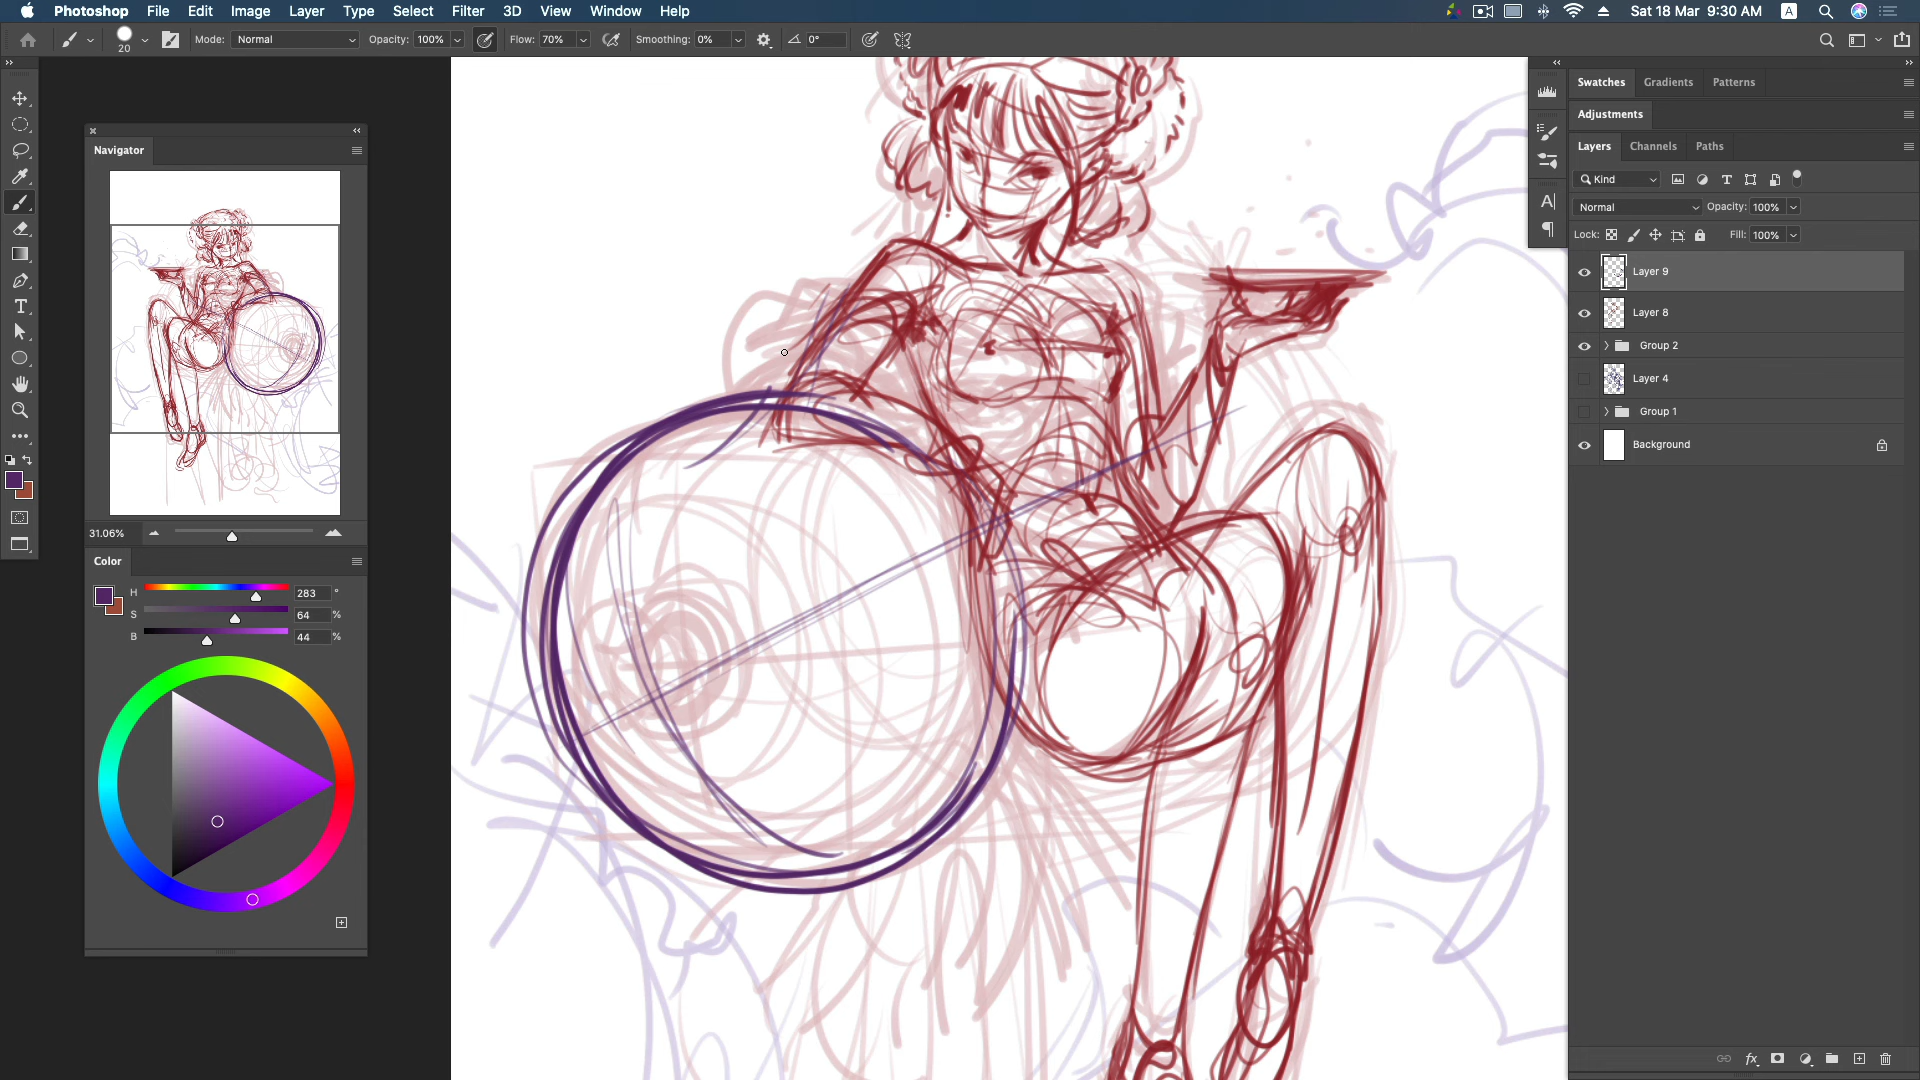 Photoshop File Edit Image Layer Type Select Filter 3D View Window Help Sat 18 Mar 9:30 AM A
20 Mode: Normal Opacity: 100% Flow: 70% Smoothing: 0% 0°
Navigator
31.06%
Color
H 283 °
S 64 %
B 44 %
Swatches Gradients Patterns
Adjustments
Layers Channels Paths
Kind
Normal Opacity: 100%
Lock: Fill: 100%
Layer 9
Layer 8
Group 2
Layer 4
Group 1
Background